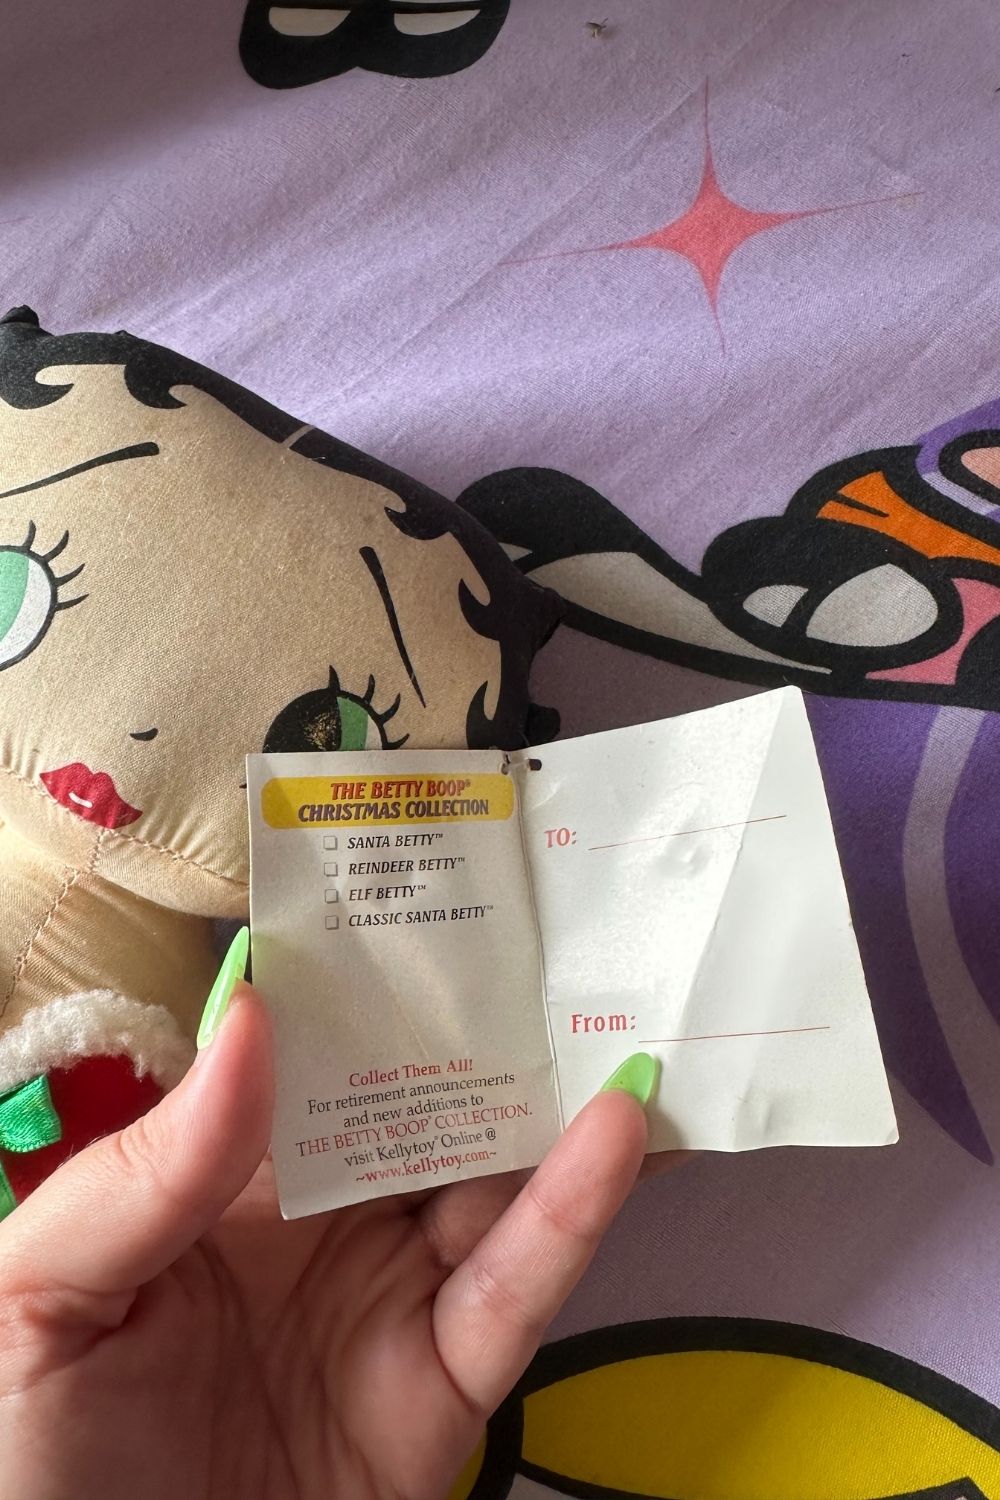 THE BETTY BOOP®
CHRISTMAS COLLECTION
SANTA BETTY™
REINDEER BETTY™
ELF BETTY™
CLASSIC SANTA BETTY™
Collect Them All!
For retirement announcements
and new additions to
THE BETTY BOOP® COLLECTION.
visit Kellytoy® Online @
~www.kellytoy.com~
TO:
From: